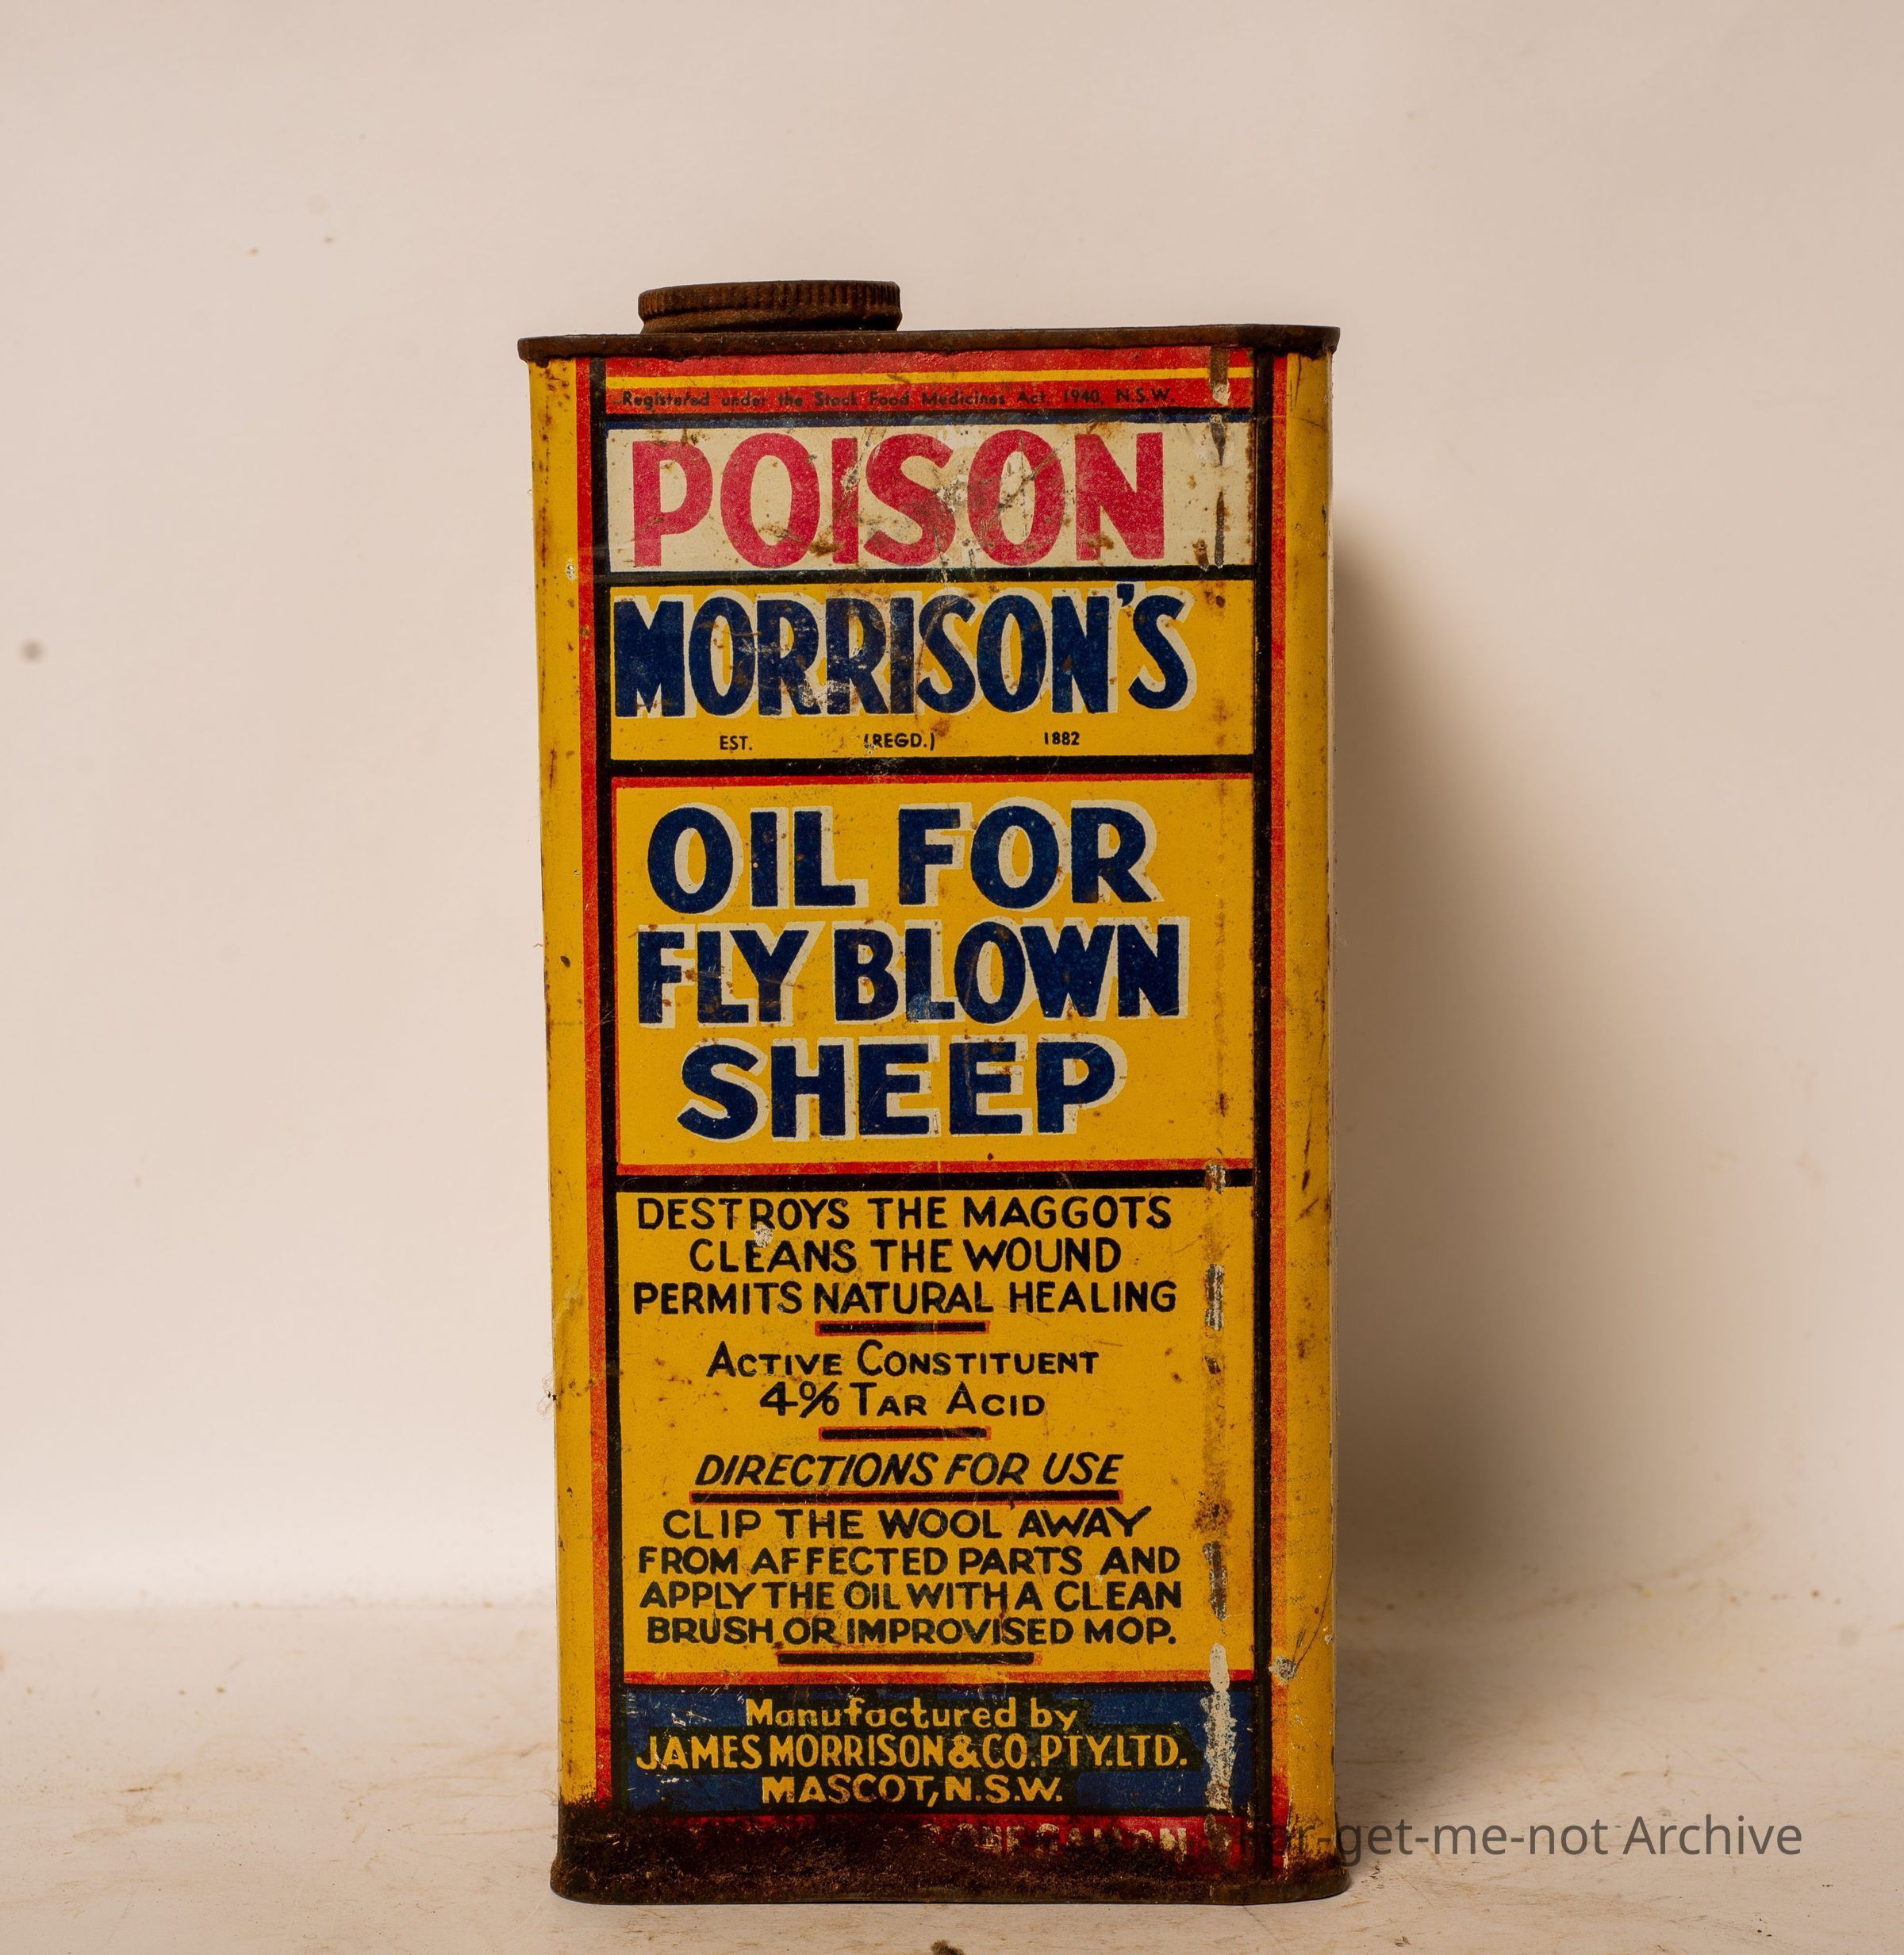 Registered under the Stock Food Medicines Act, 1940, N.S.W.
POISON
MORRISON'S
EST. (REGD.) 1882
OIL FOR
FLY BLOWN
SHEEP
DESTROYS THE MAGGOTS
CLEANS THE WOUND
PERMITS NATURAL HEALING
ACTIVE CONSTITUENT
4% TAR ACID
DIRECTIONS FOR USE
CLIP THE WOOL AWAY
FROM AFFECTED PARTS AND
APPLY THE OIL WITH A CLEAN
BRUSH OR IMPROVISED MOP.
Manufactured by
JAMES MORRISON & CO. PTY. LTD.
MASCOT, N.S.W.
ONE GALLON
-get-me-not Archive